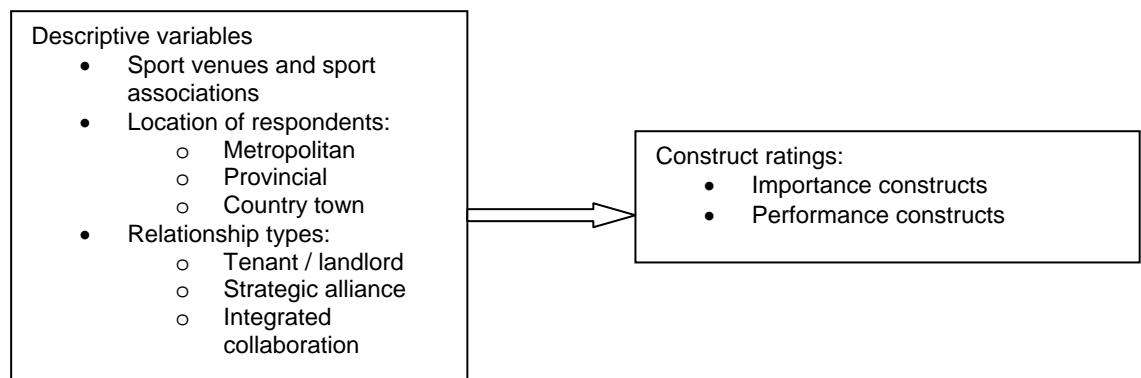 Descriptive variables
• Sport venues and sport
associations
• Location of respondents:
o Metropolitan
o Provincial
o Country town
• Relationship types:
o Tenant / landlord
o Strategic alliance
o Integrated
collaboration
Construct ratings:
• Importance constructs
• Performance constructs